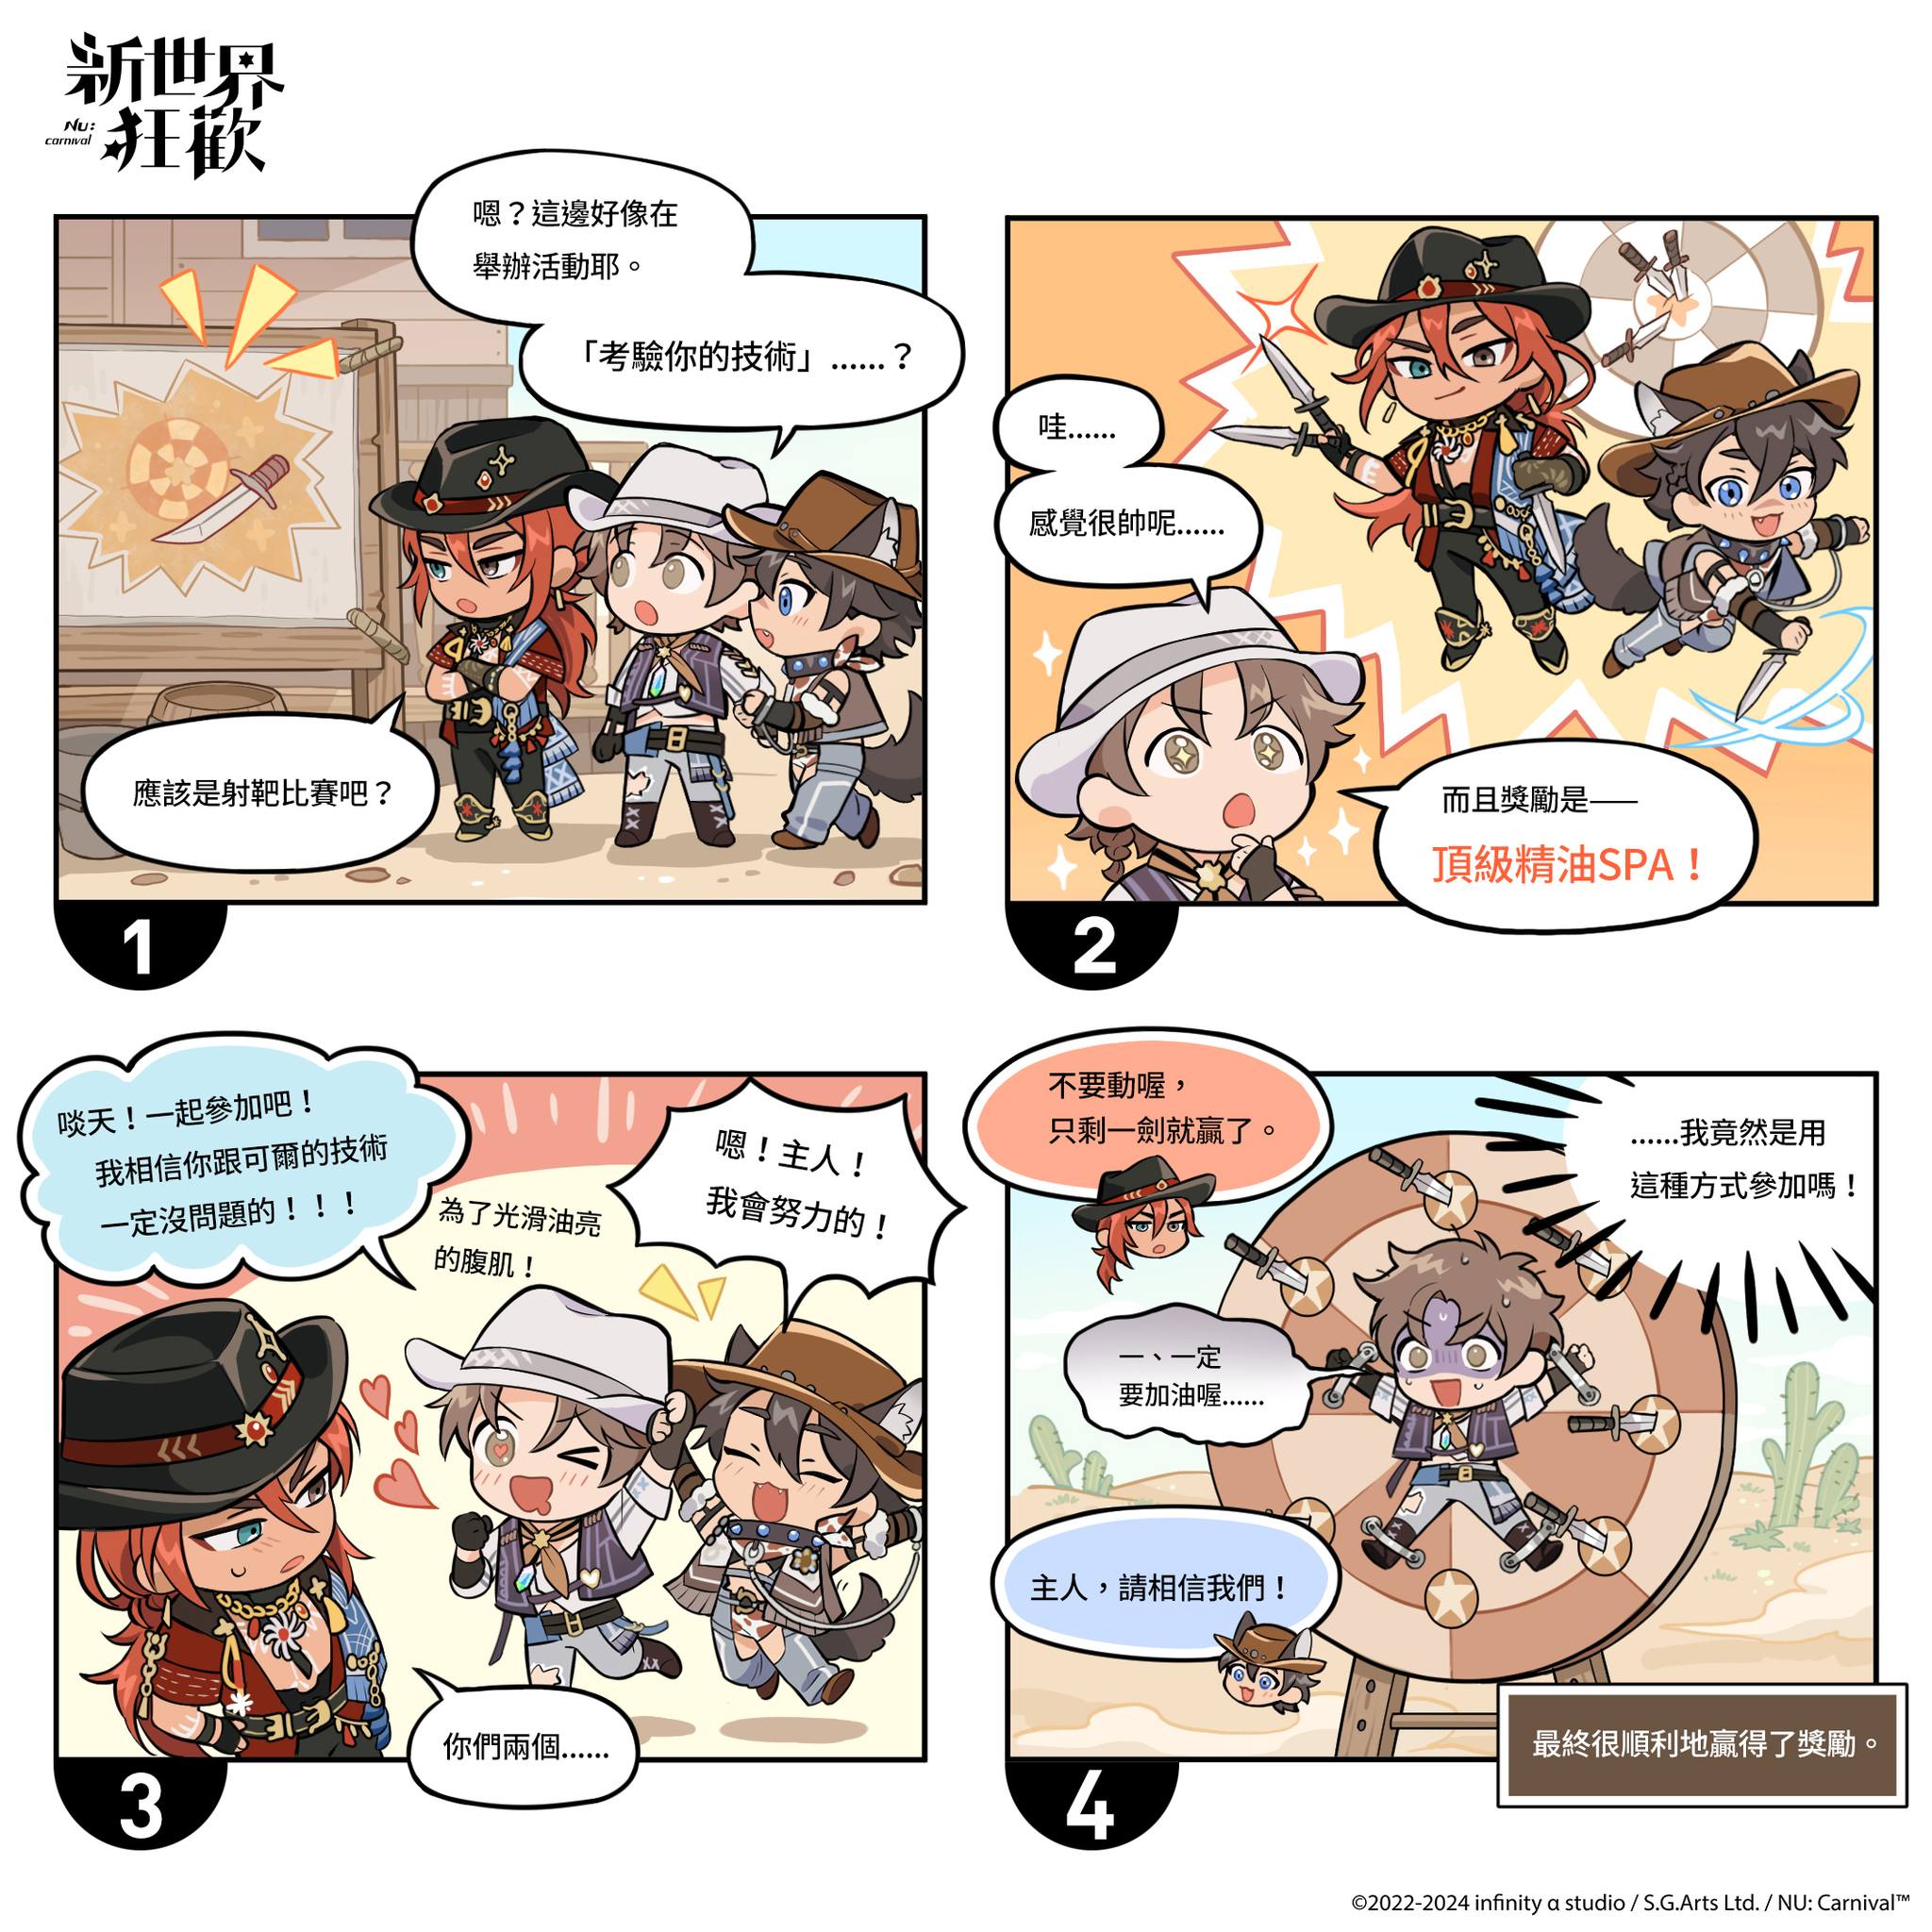 新世界
狂歡
NU:
carnival
嗯？這邊好像在
舉辦活動耶。
「考驗你的技術」......？
應該是射靶比賽吧？
1
哇......
感覺很帥呢......
而且獎勵是——
頂級精油SPA！
2
啖天！一起參加吧！
我相信你跟可爾的技術
一定沒問題的！！！
為了光滑油亮
的腹肌！
嗯！主人！
我會努力的！
你們兩個......
3
不要動喔，
只剩一劍就贏了。
......我竟然是用
這種方式參加嗎！
一、一定
要加油喔......
主人，請相信我們！
最終很順利地贏得了獎勵。
4
©2022-2024 infinity α studio / S.G.Arts Ltd. / NU: Carnival™